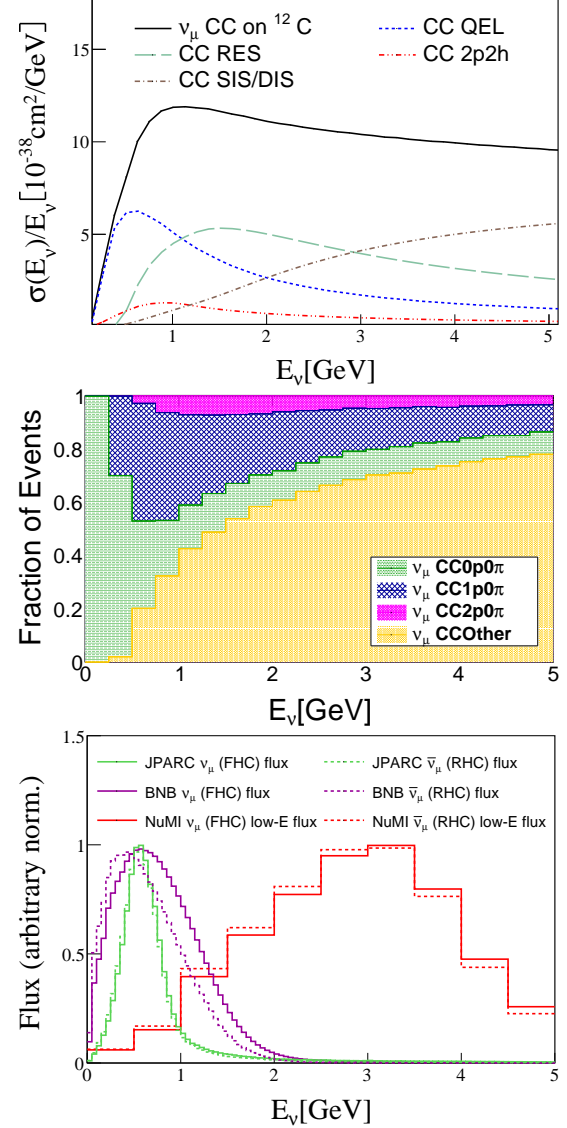 ν_μ CC on ¹² C
CC QEL
CC RES
CC 2p2h
CC SIS/DIS
σ(E_ν)/E_ν [10⁻³⁸cm²/GeV]
15
10
5
1 2 3 4 5
E_ν[GeV]
Fraction of Events
1
0.8
0.6
0.4
0.2
0
ν_μ CC0p0π
ν_μ CC1p0π
ν_μ CC2p0π
ν_μ CCOther
0 1 2 3 4 5
E_ν[GeV]
Flux (arbitrary norm.)
1.5
1
0.5
0
JPARC ν_μ (FHC) flux
JPARC ν̅_μ (RHC) flux
BNB ν_μ (FHC) flux
BNB ν̅_μ (RHC) flux
NuMI ν_μ (FHC) low-E flux
NuMI ν̅_μ (RHC) low-E flux
0 1 2 3 4 5
E_ν[GeV]